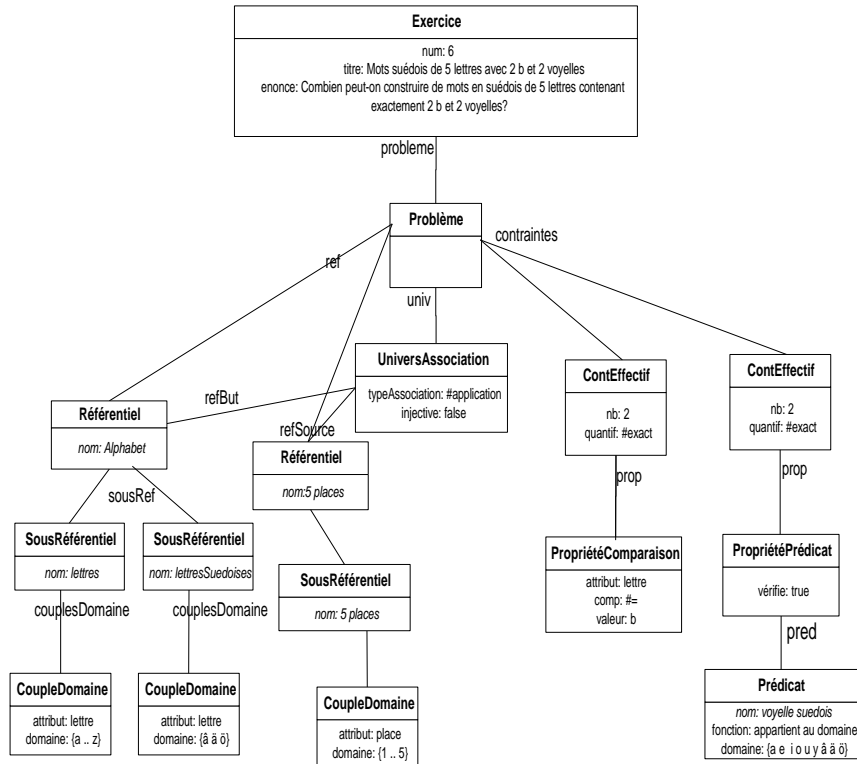 Exercice
num: 6
titre: Mots suédois de 5 lettres avec 2 b et 2 voyelles
enonce: Combien peut-on construire de mots en suédois de 5 lettres contenant
exactement 2 b et 2 voyelles?
probleme
Problème
contraintes
ref
univ
UniversAssociation
typeAssociation: #application
injective: false
ContEffectif
nb: 2
quantif: #exact
ContEffectif
nb: 2
quantif: #exact
refBut
Référentiel
nom: Alphabet
refSource
Référentiel
nom:5 places
prop
prop
sousRef
SousRéférentiel
nom: lettres
SousRéférentiel
nom: lettresSuedoises
SousRéférentiel
nom: 5 places
PropriétéComparaison
attribut: lettre
comp: #=
valeur: b
PropriétéPrédicat
vérifie: true
couplesDomaine
couplesDomaine
pred
CoupleDomaine
attribut: lettre
domaine: {a .. z}
CoupleDomaine
attribut: lettre
domaine: {â ä ö}
CoupleDomaine
attribut: place
domaine: {1 .. 5}
Prédicat
nom: voyelle suedois
fonction: appartient au domaine
domaine: {a e i o u y â ä ö}